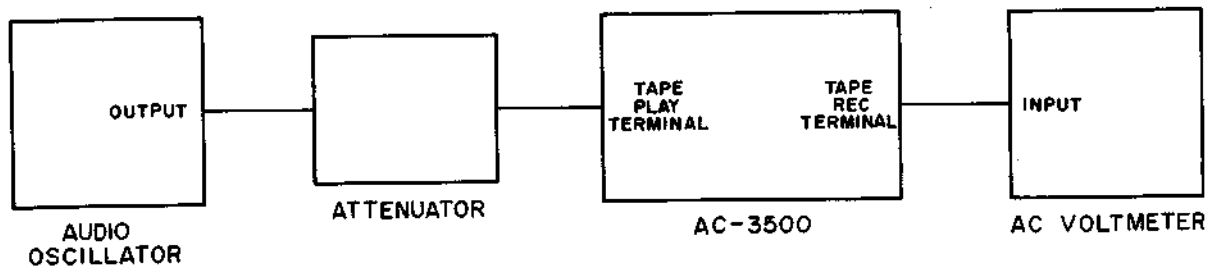 OUTPUT
TAPE
PLAY
TERMINAL
TAPE
REC
TERMINAL
INPUT
AUDIO
OSCILLATOR
ATTENUATOR
AC-3500
AC VOLTMETER